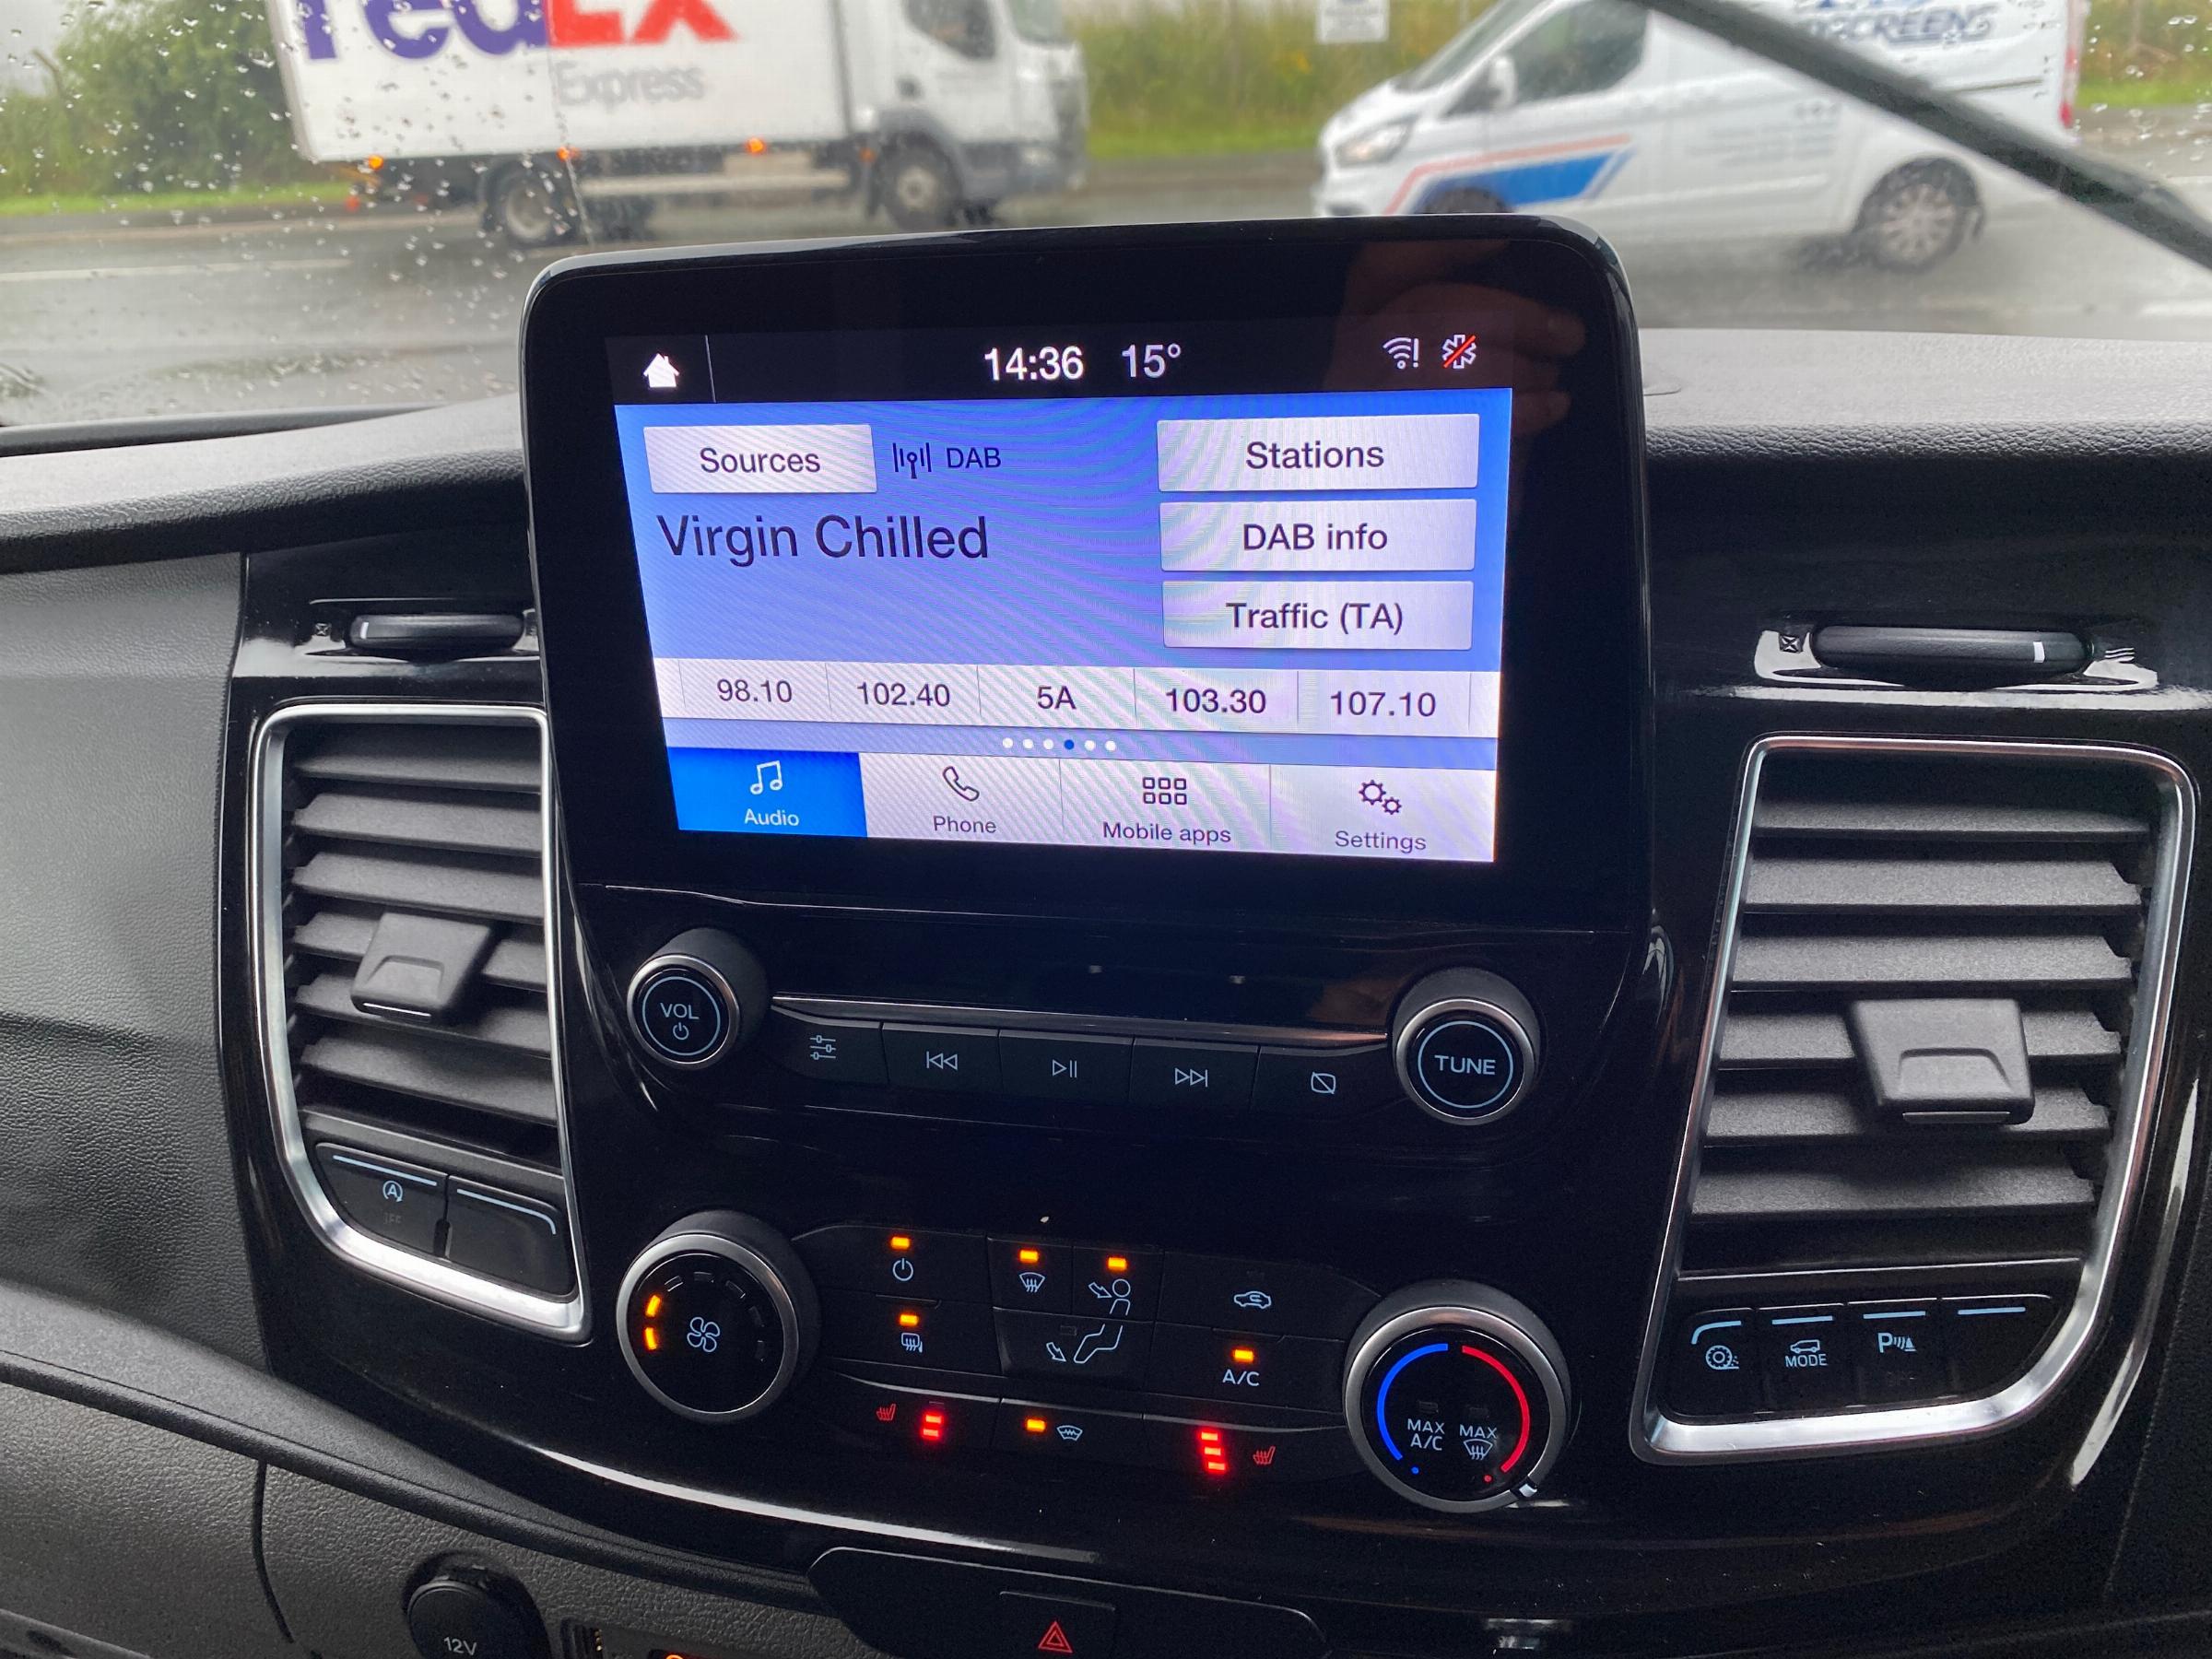 FedEx
Express
14:36 15°
Sources DAB
Stations
Virgin Chilled
DAB info
Traffic (TA)
98.10 102.40 5A 103.30 107.10
Audio Phone Mobile apps Settings
VOL
TUNE
A
OFF
A/C
MAX A/C
MAX
MODE
P
12V